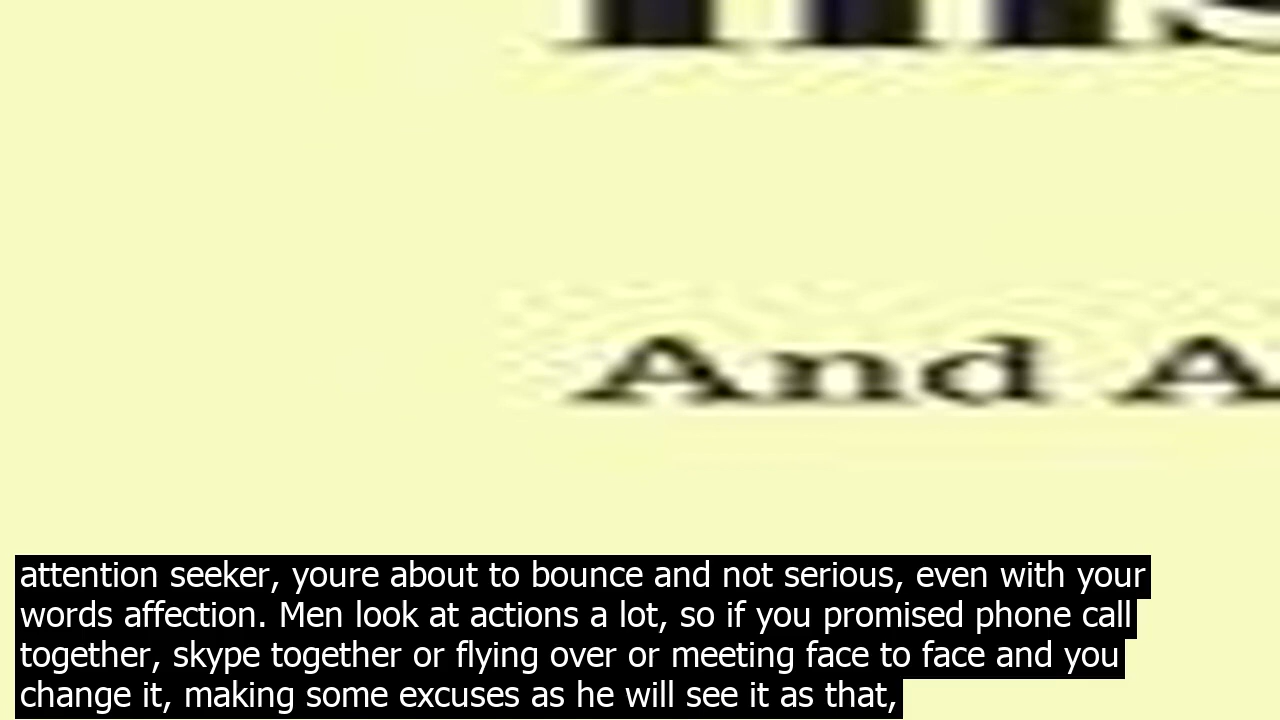 And A
attention seeker, youre about to bounce and not serious, even with your
words affection. Men look at actions a lot, so if you promised phone call
together, skype together or flying over or meeting face to face and you
change it, making some excuses as he will see it as that,